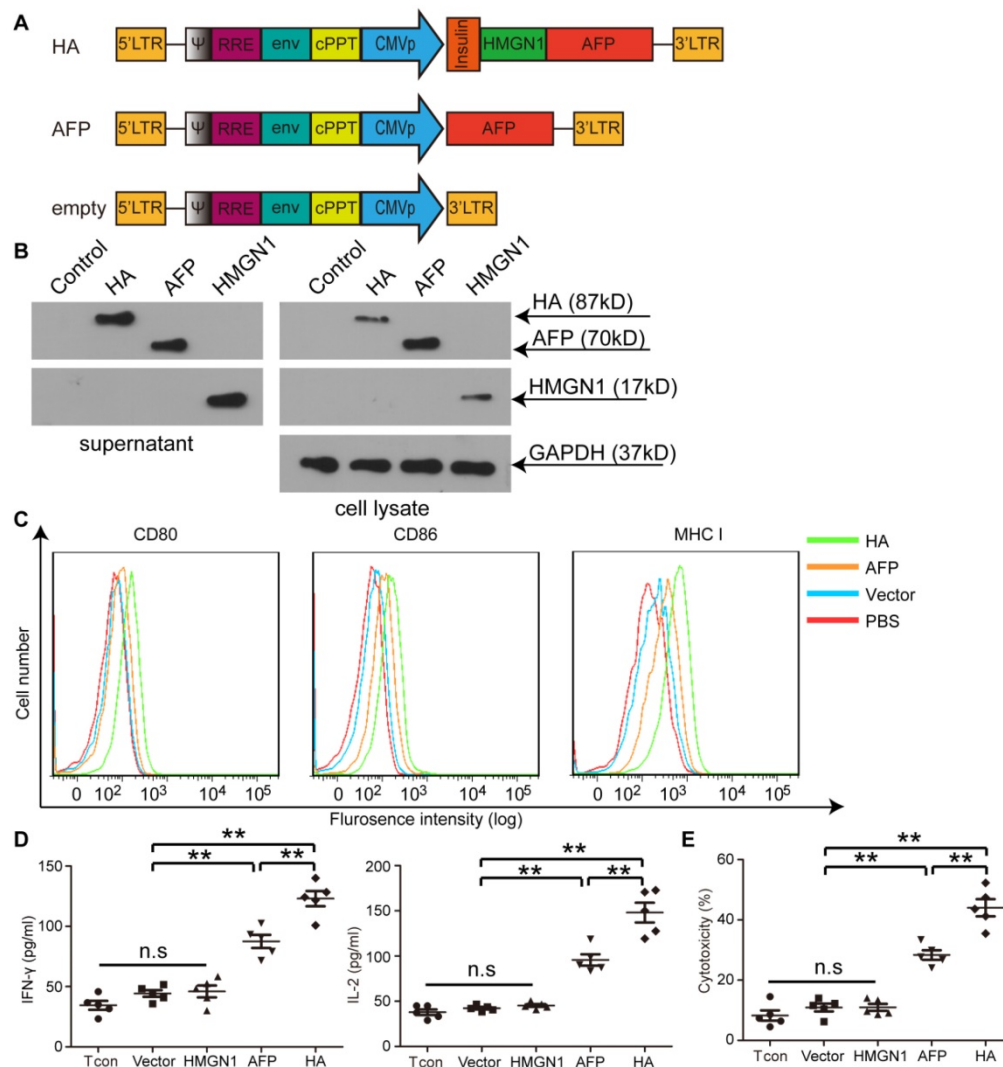 A
HA 5'LTR Ψ RRE env cPPT CMVp Insulin HMGN1 AFP 3'LTR
AFP 5'LTR Ψ RRE env cPPT CMVp AFP 3'LTR
empty 5'LTR Ψ RRE env cPPT CMVp 3'LTR
B
Control HA AFP HMGN1
Control HA AFP HMGN1
HA (87kD)
AFP (70kD)
HMGN1 (17kD)
GAPDH (37kD)
supernatant
cell lysate
C
CD80 CD86 MHC I
HA
AFP
Vector
PBS
Cell number
0 10² 10³ 10⁴ 10⁵
0 10² 10³ 10⁴ 10⁵
0 10² 10³ 10⁴ 10⁵
Flurosence intensity (log)
D
IFN-γ (pg/ml)
150
100
50
0
**
** **
n.s
Tcon Vector HMGN1 AFP HA
IL-2 (pg/ml)
200
150
100
50
0
**
** **
n.s
Tcon Vector HMGN1 AFP HA
E
Cytotoxicity (%)
60
40
20
0
**
** **
n.s
Tcon Vector HMGN1 AFP HA